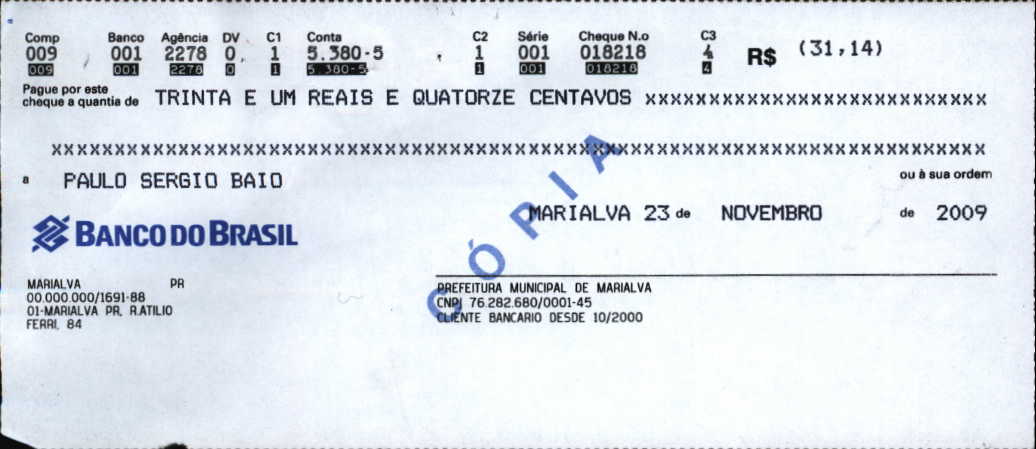 Comp Banco Agência DV C1 Conta C2 Série Cheque N.o C3
009 001 2278 0 1 5.380-5 1 001 018218 4 R$ (31,14)
009 001 2278 0 1 5.380-5 1 001 018218 4
Pague por este
cheque a quantia de TRINTA E UM REAIS E QUATORZE CENTAVOS xxxxxxxxxxxxxxxxxxxxxxxxxxxxx
xxxxxxxxxxxxxxxxxxxxxxxxxxxxxxxxxxxxxxxxxxxxxxxxxxxxxxxxxxxxxxxxxxxxxxxxxxxxxxxx
a PAULO SERGIO BAIO ou à sua ordem
MARIALVA 23 de NOVEMBRO de 2009
BANCO DO BRASIL
CÓPIA
MARIALVA PR
00.000.000/1691-88
01-MARIALVA PR, R.ATILIO
FERRI, 84
PREFEITURA MUNICIPAL DE MARIALVA
CNPJ 76.282.680/0001-45
CLIENTE BANCARIO DESDE 10/2000